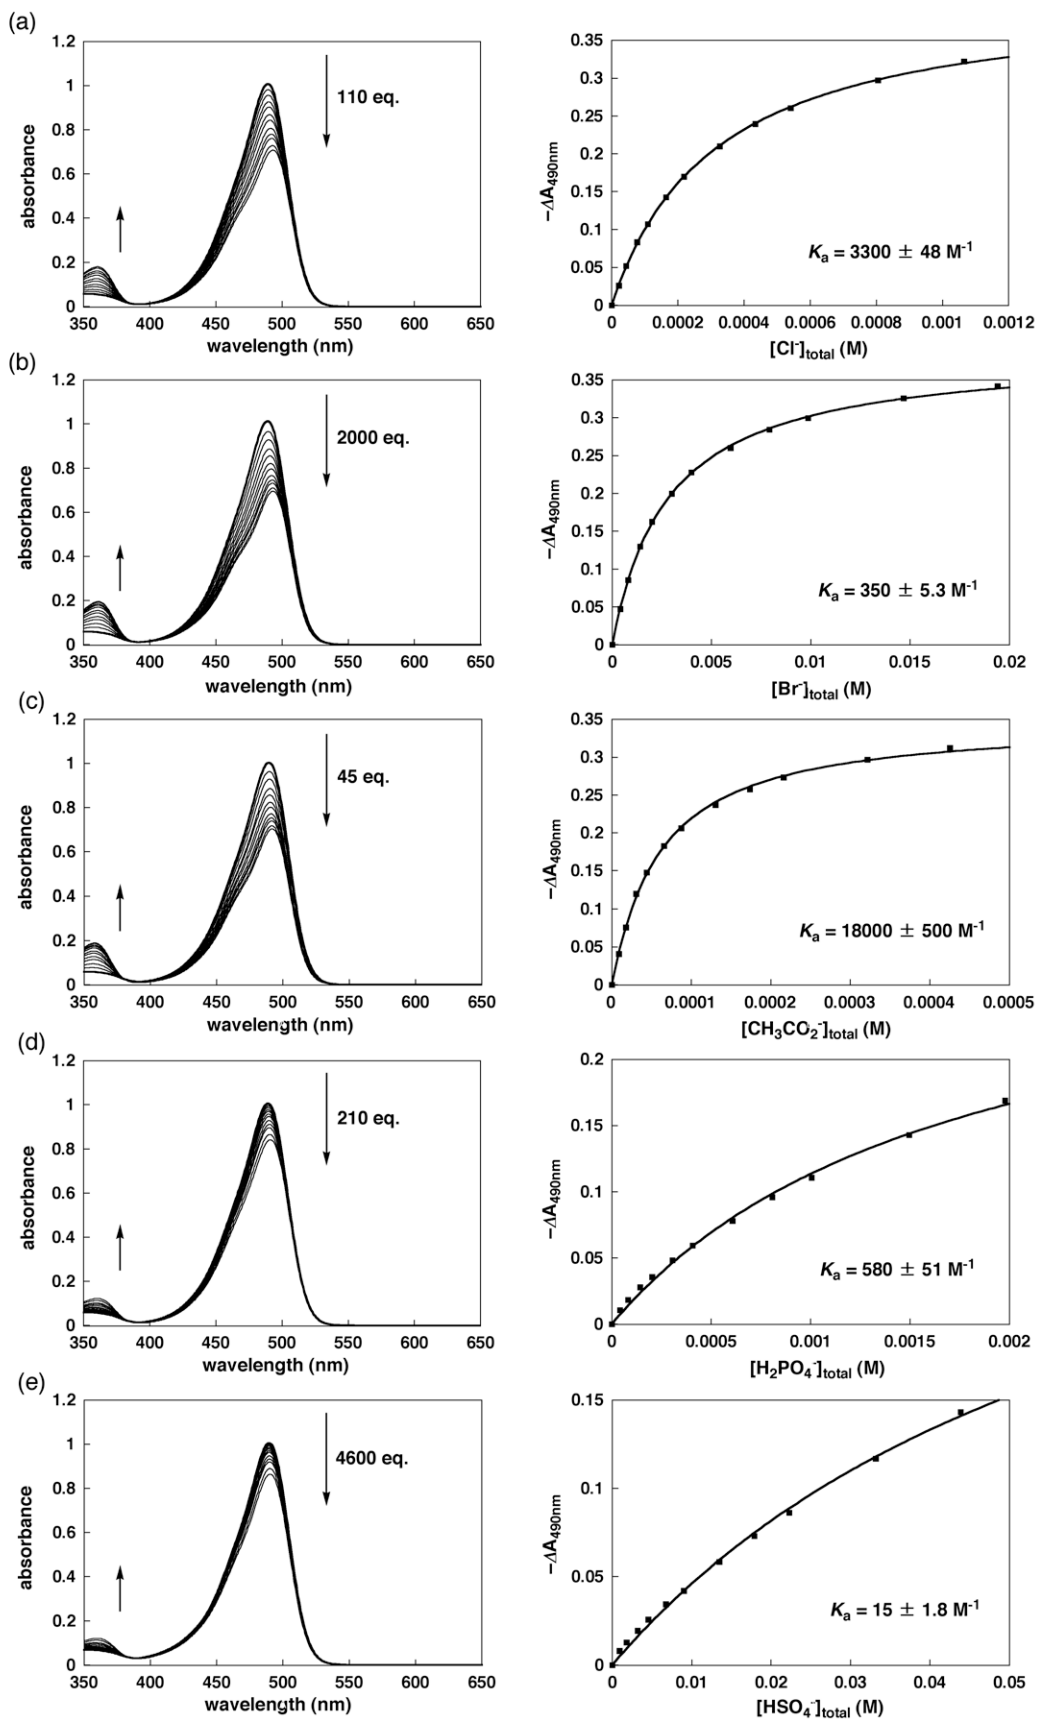 (a)
1.2
1
0.8
0.6
0.4
0.2
0
absorbance
110 eq.
350 400 450 500 550 600 650
wavelength (nm)
0.35
0.3
0.25
0.2
0.15
0.1
0.05
0
−ΔA490nm
Ka = 3300 ± 48 M-1
0 0.0002 0.0004 0.0006 0.0008 0.001 0.0012
[Cl-]total (M)
(b)
1.2
1
0.8
0.6
0.4
0.2
0
absorbance
2000 eq.
350 400 450 500 550 600 650
wavelength (nm)
0.35
0.3
0.25
0.2
0.15
0.1
0.05
0
−ΔA490nm
Ka = 350 ± 5.3 M-1
0 0.005 0.01 0.015 0.02
[Br-]total (M)
(c)
1.2
1
0.8
0.6
0.4
0.2
0
absorbance
45 eq.
350 400 450 500 550 600 650
wavelength (nm)
0.35
0.3
0.25
0.2
0.15
0.1
0.05
0
−ΔA490nm
Ka = 18000 ± 500 M-1
0 0.0001 0.0002 0.0003 0.0004 0.0005
[CH3CO2-]total (M)
(d)
1.2
1
0.8
0.6
0.4
0.2
0
absorbance
210 eq.
350 400 450 500 550 600 650
wavelength (nm)
0.2
0.15
0.1
0.05
0
−ΔA490nm
Ka = 580 ± 51 M-1
0 0.0005 0.001 0.0015 0.002
[H2PO4-]total (M)
(e)
1.2
1
0.8
0.6
0.4
0.2
0
absorbance
4600 eq.
350 400 450 500 550 600 650
wavelength (nm)
0.15
0.1
0.05
0
−ΔA490nm
Ka = 15 ± 1.8 M-1
0 0.01 0.02 0.03 0.04 0.05
[HSO4-]total (M)